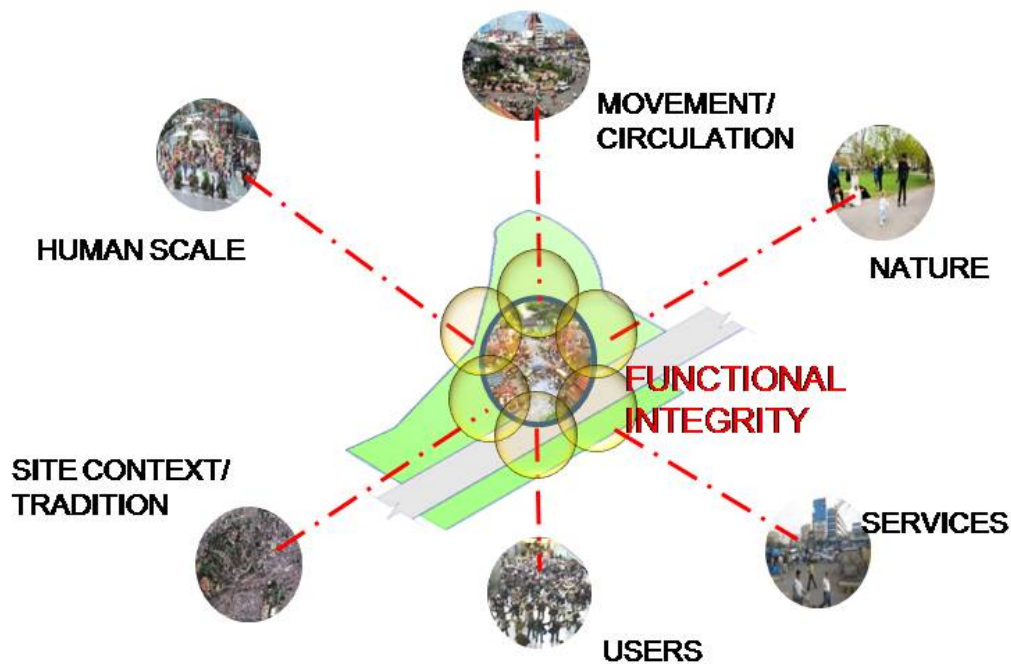 MOVEMENT/
CIRCULATION
HUMAN SCALE
NATURE
FUNCTIONAL
INTEGRITY
SITE CONTEXT/
TRADITION
SERVICES
USERS